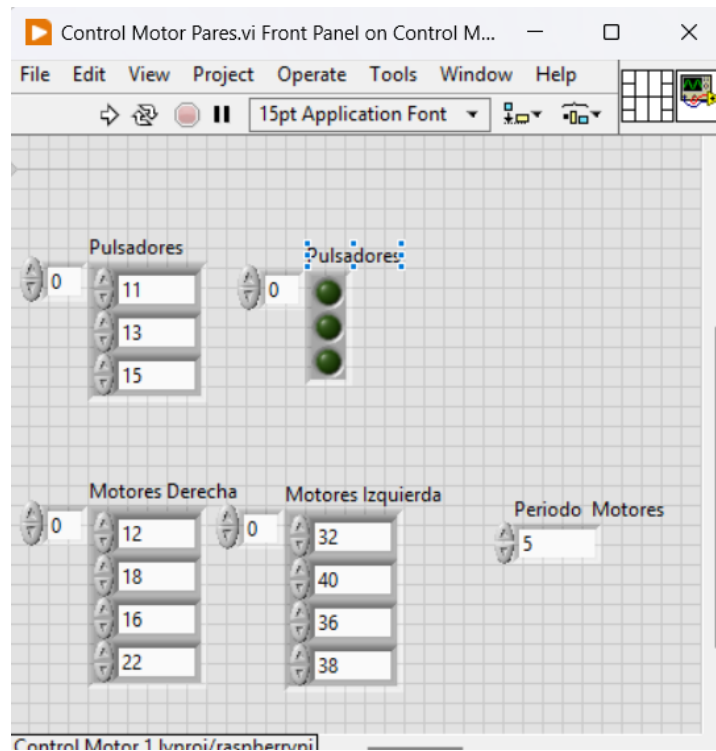 Control Motor Pares.vi Front Panel on Control M...
File Edit View Project Operate Tools Window Help
15pt Application Font
Pulsadores
0
11
13
15
Pulsadores
0
Motores Derecha
0
12
18
16
22
Motores Izquierda
0
32
40
36
38
Periodo Motores
5
Control Motor 1.lvproj/raspberrypi